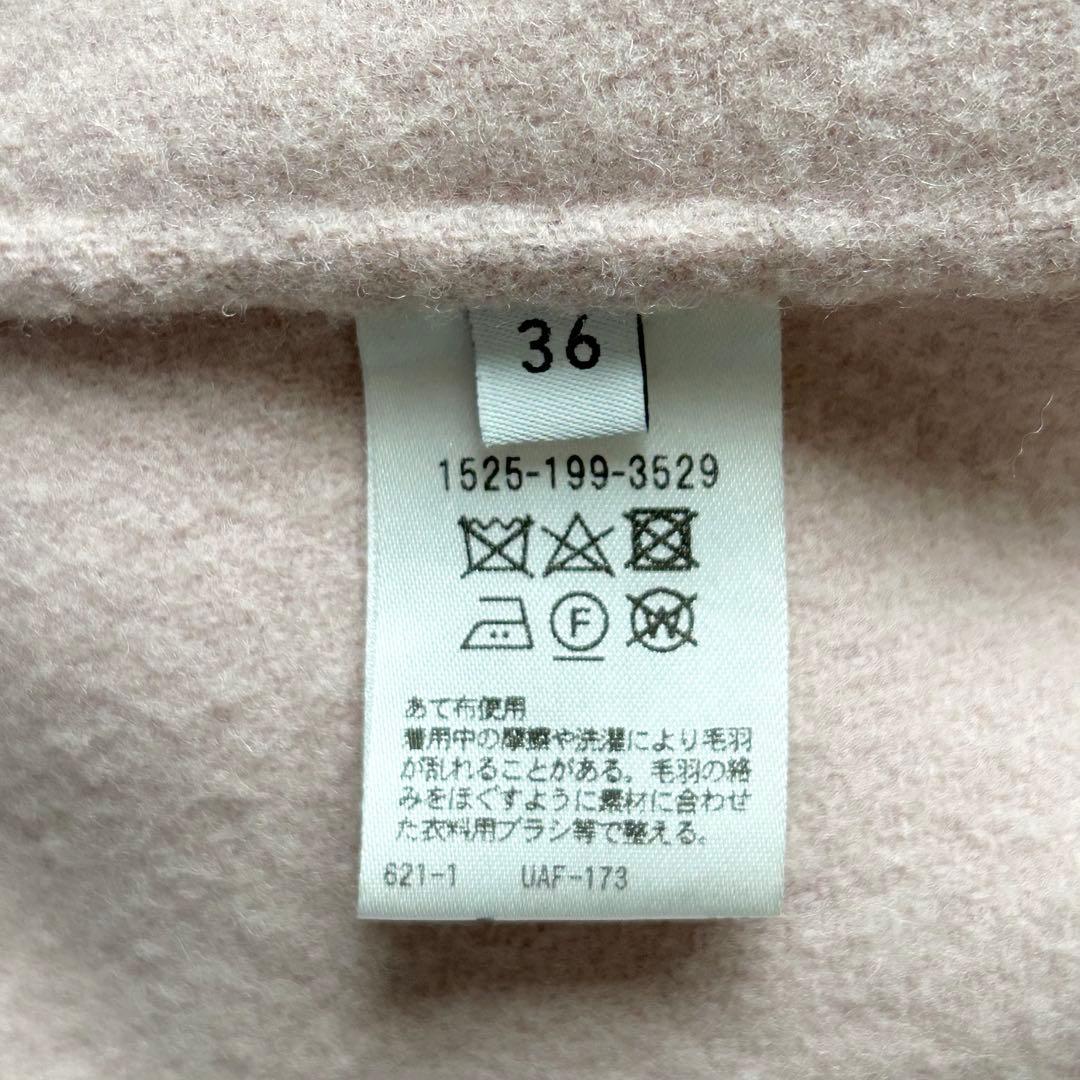 36
1525-199-3529
F W
あて布使用
着用中の摩擦や洗濯により毛羽
が乱れることがある。毛羽の絡
みをほぐすように素材に合わせ
た衣料用ブラシ等で整える。
621-1 UAF-173